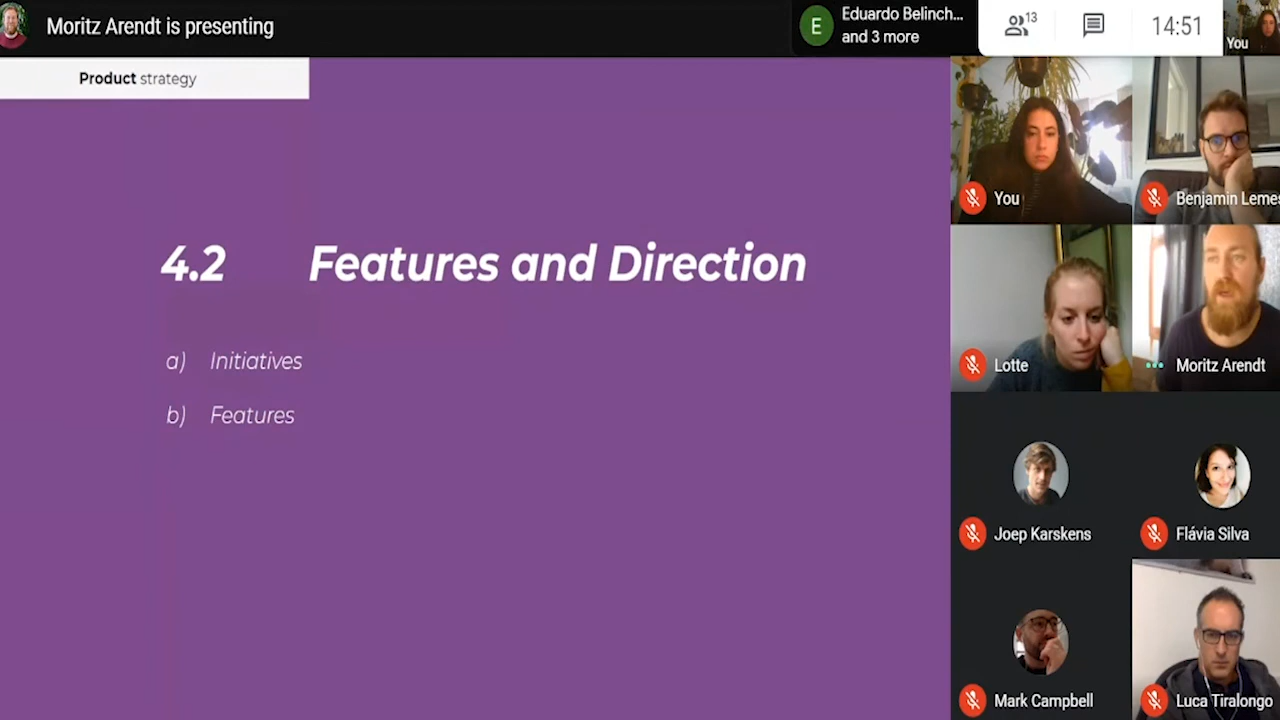 Moritz Arendt is presenting
E
Eduardo Belinch...
and 3 more
13
14:51
You
Product strategy
4.2 Features and Direction
a) Initiatives
b) Features
You
Benjamin Lemes
Lotte
Moritz Arendt
Joep Karskens
Flávia Silva
Mark Campbell
Luca Tiralongo